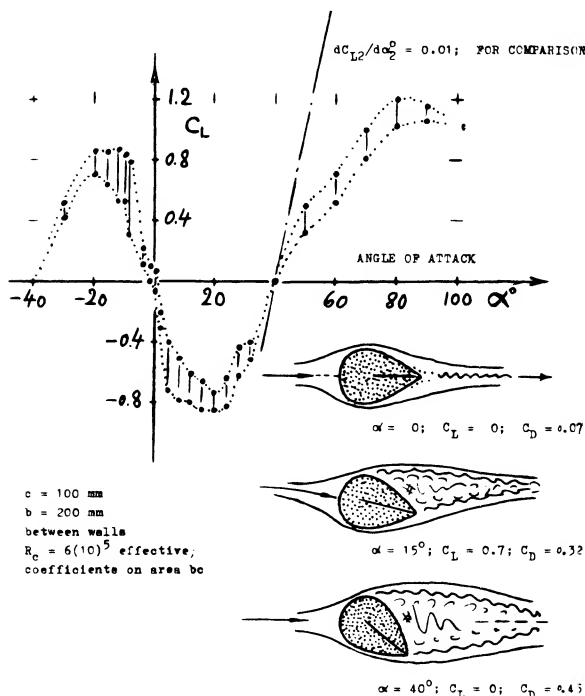 dC_L2/dα°_2 = 0.01; FOR COMPARISON
1.2
C_L
0.8
0.4
ANGLE OF ATTACK
-40 -20 0 20 40 60 80 100 α°
-0.4
-0.8
α = 0; C_L = 0; C_D = 0.07
c = 100 mm
b = 200 mm
between walls
R_c = 6(10)^5 effective;
coefficients on area bc
α = 15°; C_L = 0.7; C_D = 0.32
α = 40°; C_L = 0; C_D = 0.45